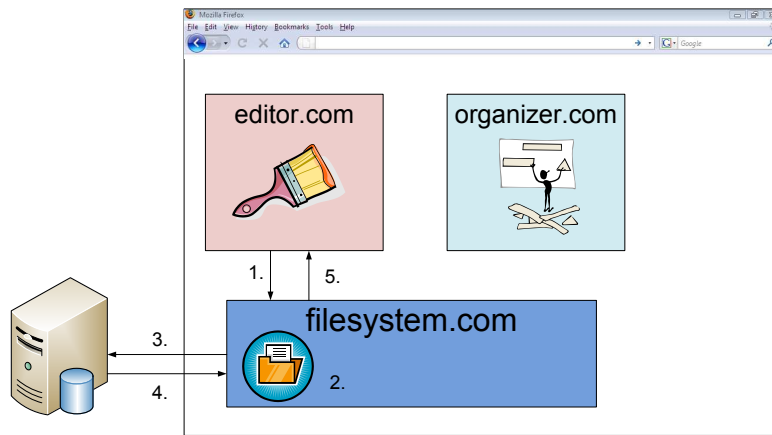 Mozilla Firefox
File Edit View History Bookmarks Tools Help
Google
editor.com
organizer.com
1.
5.
filesystem.com
3.
2.
4.